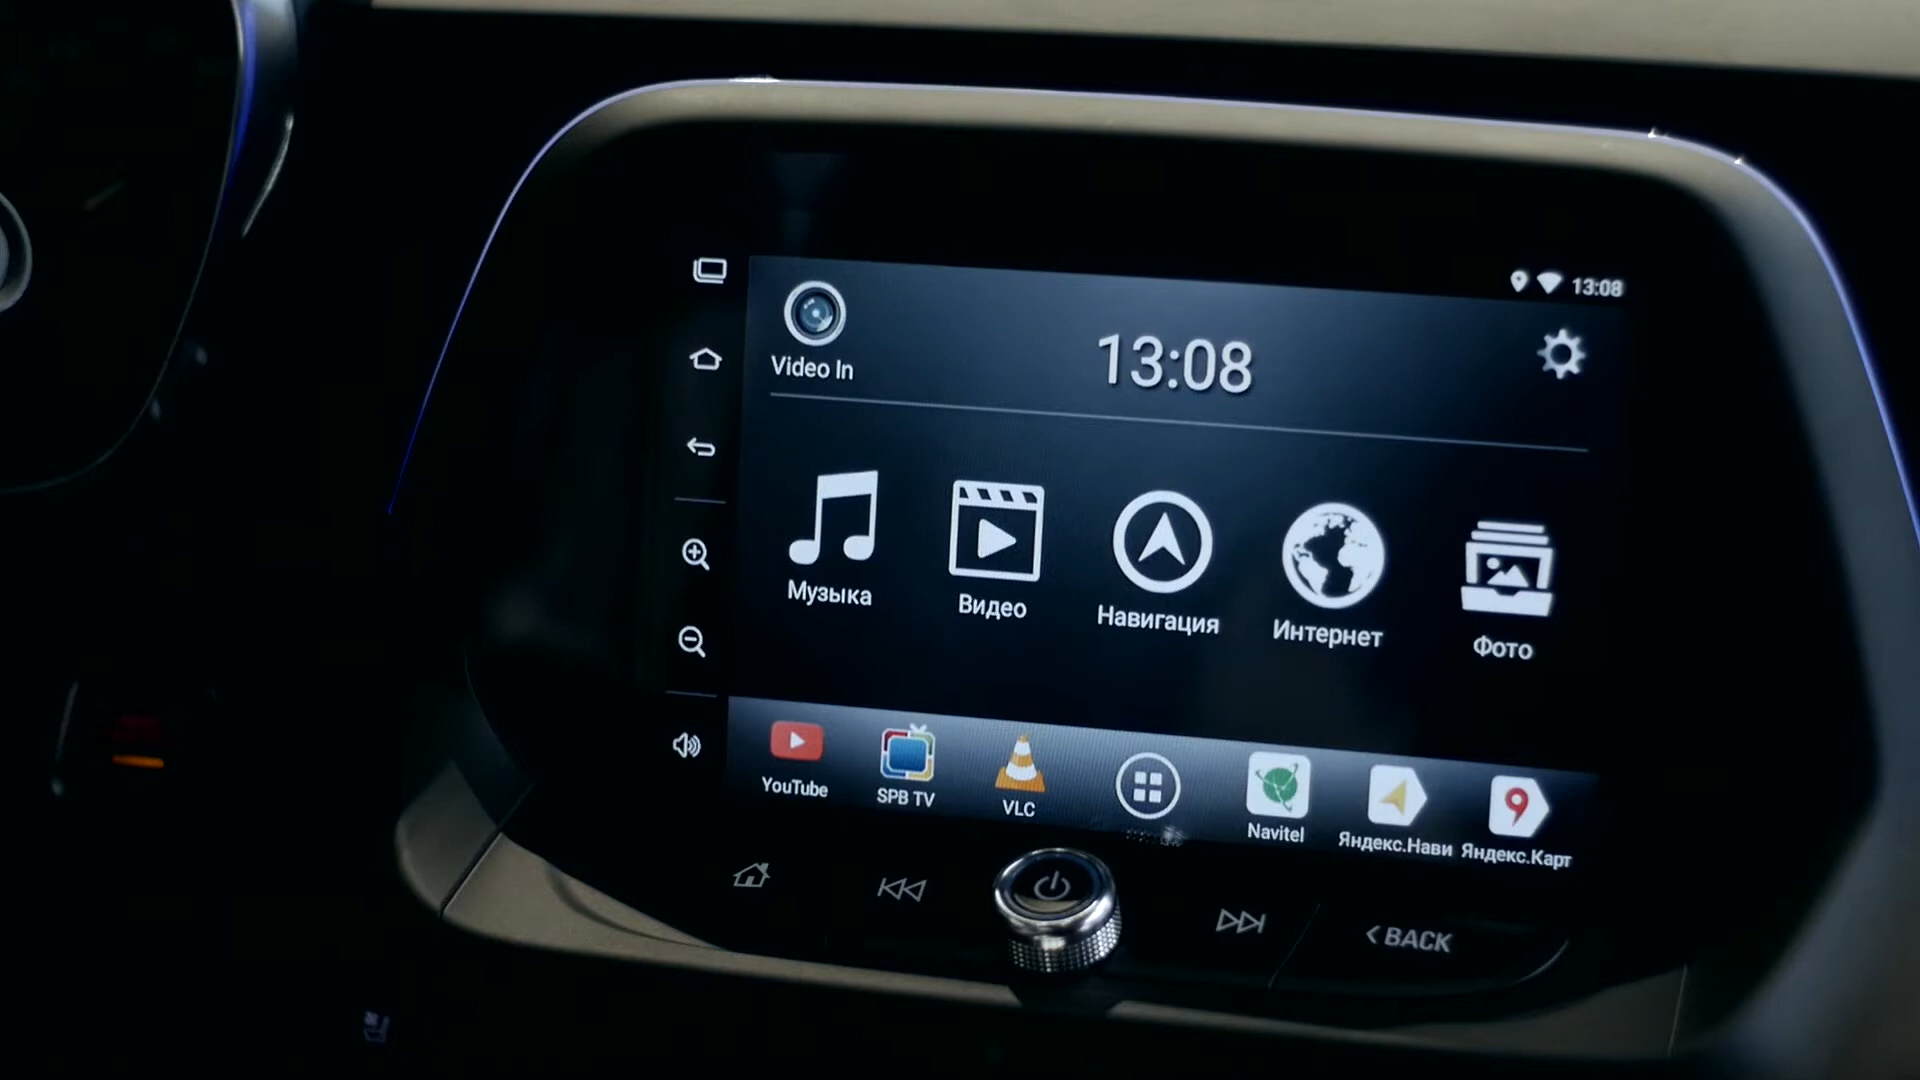 13:08
Video In
13:08
Музыка
Видео
Навигация
Интернет
Фото
YouTube
SPB TV
VLC
Navitel
Яндекс.Нави
Яндекс.Карт
BACK